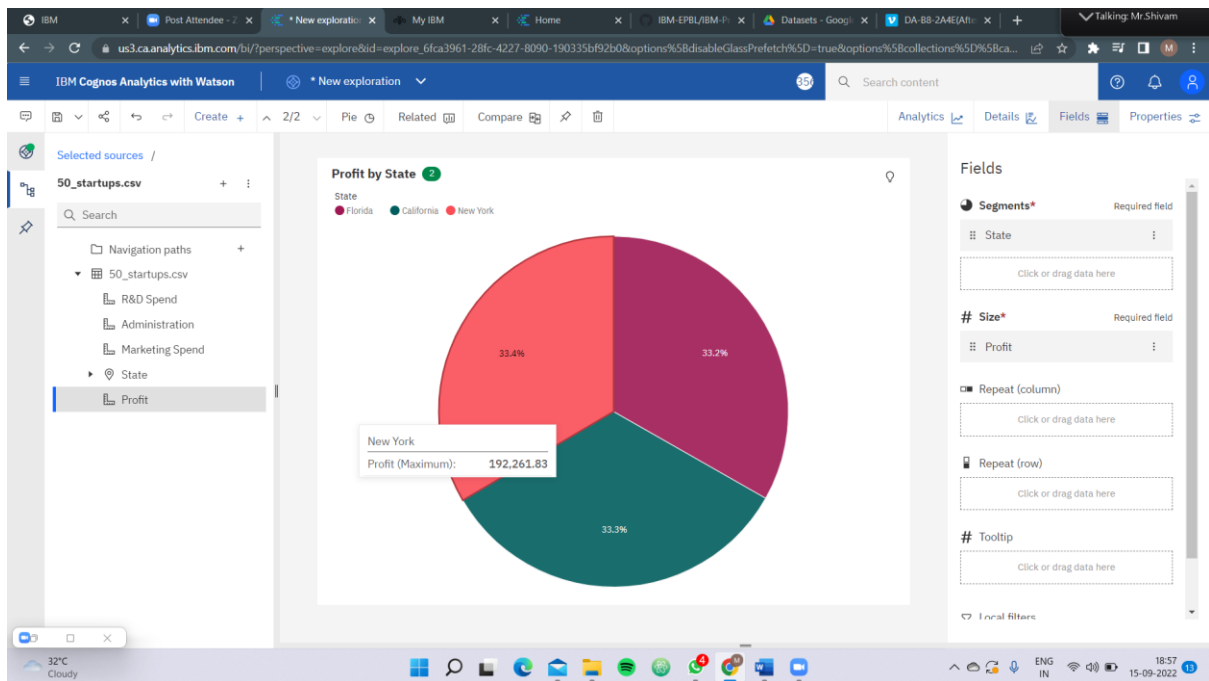 IBM
Post Attendee - Z
* New exploration
My IBM
Home
IBM-EPBL/IBM-Pr
Datasets - Google
DA-B8-2A4E(After
Talking: Mr.Shivam
us3.ca.analytics.ibm.com/bi/?perspective=explore&id=explore_6fca3961-28fc-4227-8090-190335bf92b0&options%5BdisableGlassPrefetch%5D=true&options%5Bcollections%5D%5Bca...
M
IBM Cognos Analytics with Watson
* New exploration
Search content
Create +
2/2
Pie
Related
Compare
Analytics
Details
Fields
Properties
Selected sources /
50_startups.csv
Search
Navigation paths
50_startups.csv
R&D Spend
Administration
Marketing Spend
State
Profit
Profit by State 2
State
Florida California New York
33.4%
33.2%
New York
Profit (Maximum): 192,261.83
33.3%
Fields
Segments* Required field
State
Click or drag data here
# Size* Required field
Profit
Repeat (column)
Click or drag data here
Repeat (row)
Click or drag data here
# Tooltip
Click or drag data here
Local filters
32°C
Cloudy
4
ENG
IN
18:57
15-09-2022
13